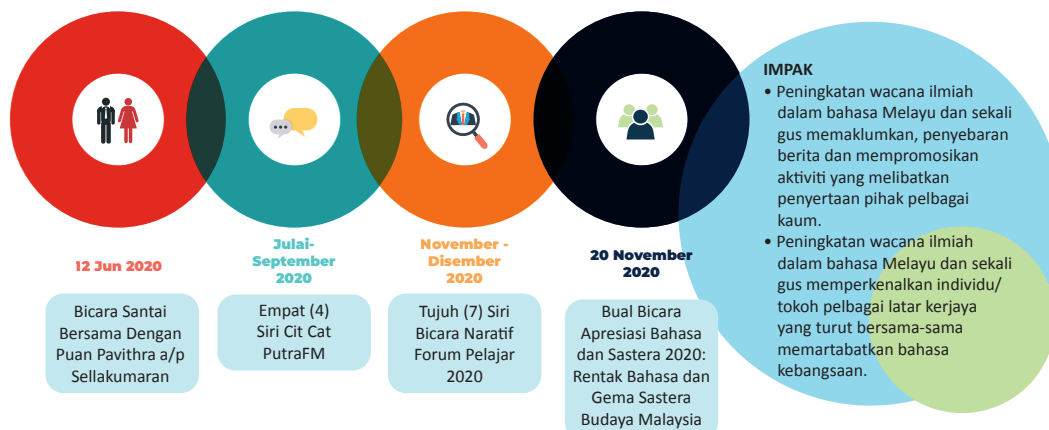 12 Jun 2020
Bicara Santai
Bersama Dengan
Puan Pavithra a/p
Sellakumaran
Julai-
September
2020
Empat (4)
Siri Cit Cat
PutraFM
November -
Disember
2020
Tujuh (7) Siri
Bicara Naratif
Forum Pelajar
2020
20 November
2020
Bual Bicara
Apresiasi Bahasa
dan Sastera 2020:
Rentak Bahasa dan
Gema Sastera
Budaya Malaysia
IMPAK
• Peningkatan wacana ilmiah
dalam bahasa Melayu dan sekali
gus memaklumkan, penyebaran
berita dan mempromosikan
aktiviti yang melibatkan
penyertaan pihak pelbagai
kaum.
• Peningkatan wacana ilmiah
dalam bahasa Melayu dan sekali
gus memperkenalkan individu/
tokoh pelbagai latar kerjaya
yang turut bersama-sama
memartabatkan bahasa
kebangsaan.